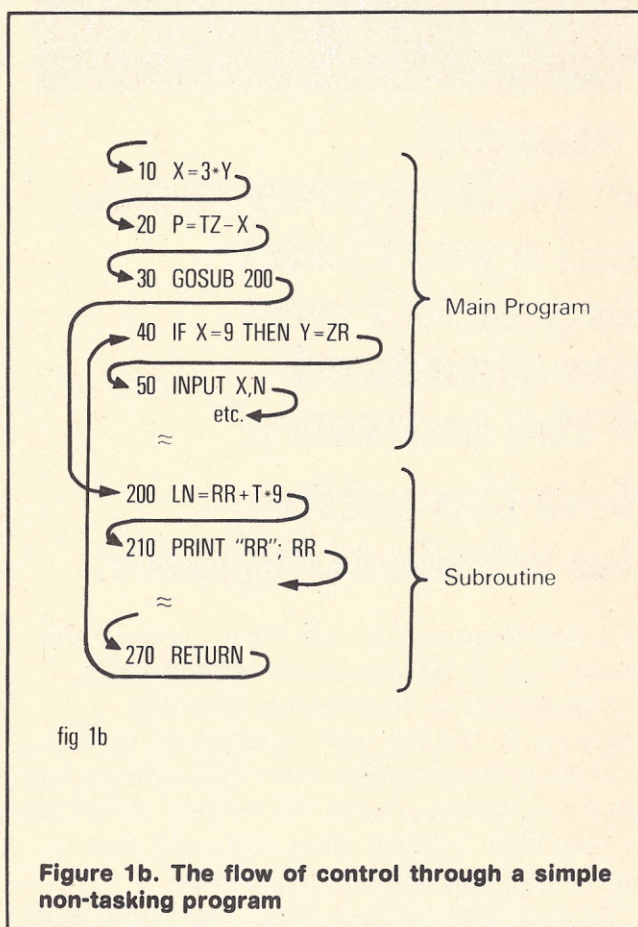 10 X=3*Y
20 P=TZ-X
30 GOSUB 200
40 IF X=9 THEN Y=ZR
50 INPUT X,N
etc.
≈
Main Program
200 LN=RR+T*9
210 PRINT "RR"; RR
≈
270 RETURN
Subroutine
fig 1b
Figure 1b. The flow of control through a simple
non-tasking program